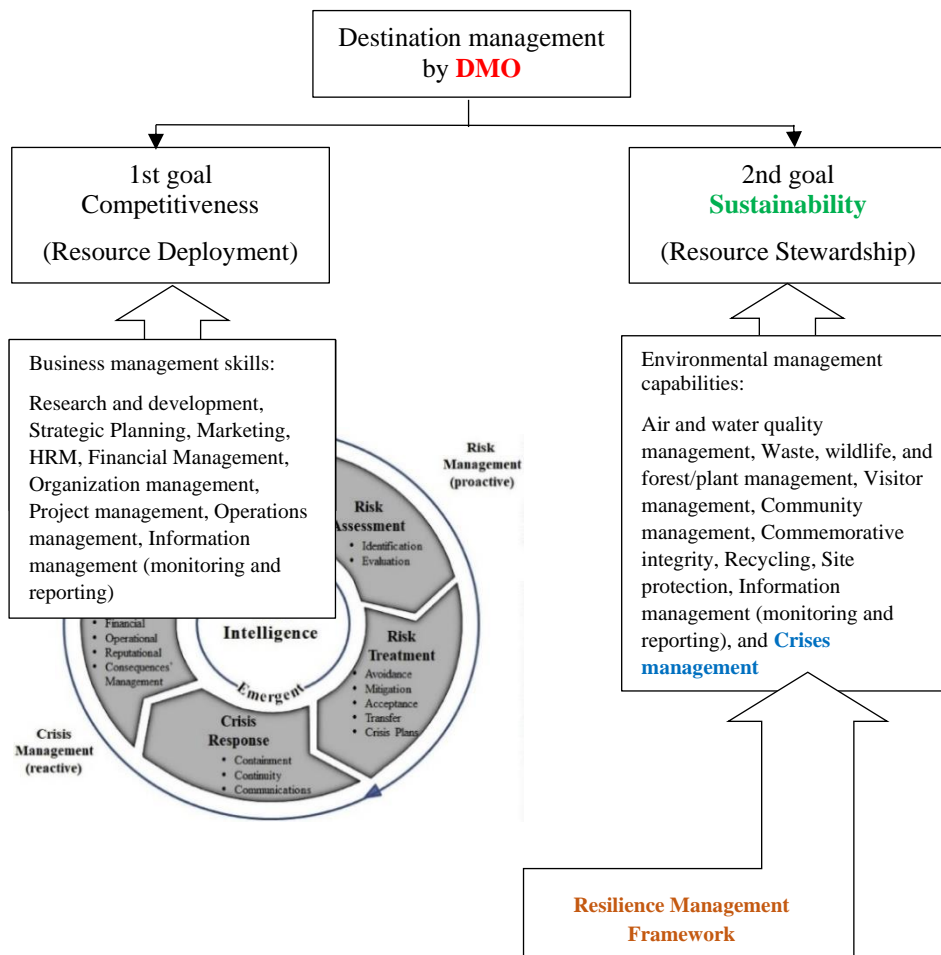 Destination management
by DMO
1st goal
Competitiveness
(Resource Deployment)
2nd goal
Sustainability
(Resource Stewardship)
Business management skills:
Research and development,
Strategic Planning, Marketing,
HRM, Financial Management,
Organization management,
Project management, Operations
management, Information
management (monitoring and
reporting)
Environmental management
capabilities:
Air and water quality
management, Waste, wildlife, and
forest/plant management, Visitor
management, Community
management, Commemorative
integrity, Recycling, Site
protection, Information
management (monitoring and
reporting), and Crises
management
Risk
Management
(proactive)
Risk
• Identification
• Evaluation
Intelligence
Emergent
Risk
Treatment
• Avoidance
• Mitigation
• Acceptance
• Transfer
• Crisis Plans
Financial
• Operational
• Reputational
• Consequences'
Management
Crisis
Response
• Containment
• Continuity
• Communications
Crisis
Management
(reactive)
Resilience Management
Framework